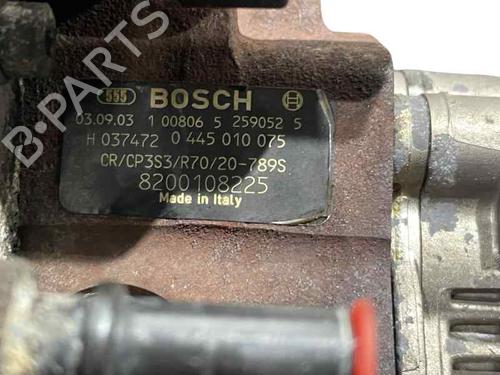 B-PARTS
555 BOSCH
03.09.03 1 00806 5 259052 5
H 037472 0 445 010 075
CR/CP3S3/R70/20-789S
8200108225
Made in Italy